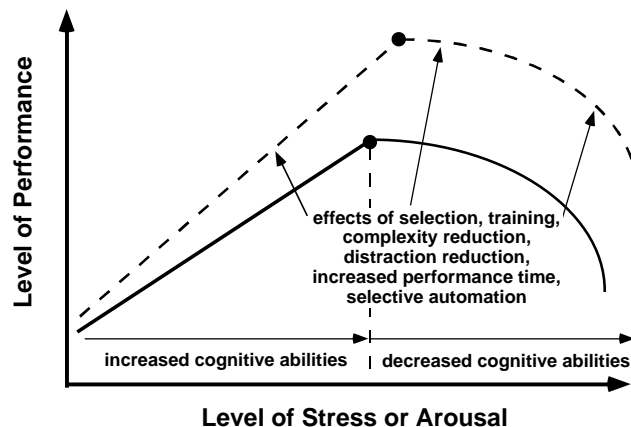 Level of Performance
effects of selection, training,
complexity reduction,
distraction reduction,
increased performance time,
selective automation
increased cognitive abilities
decreased cognitive abilities
Level of Stress or Arousal